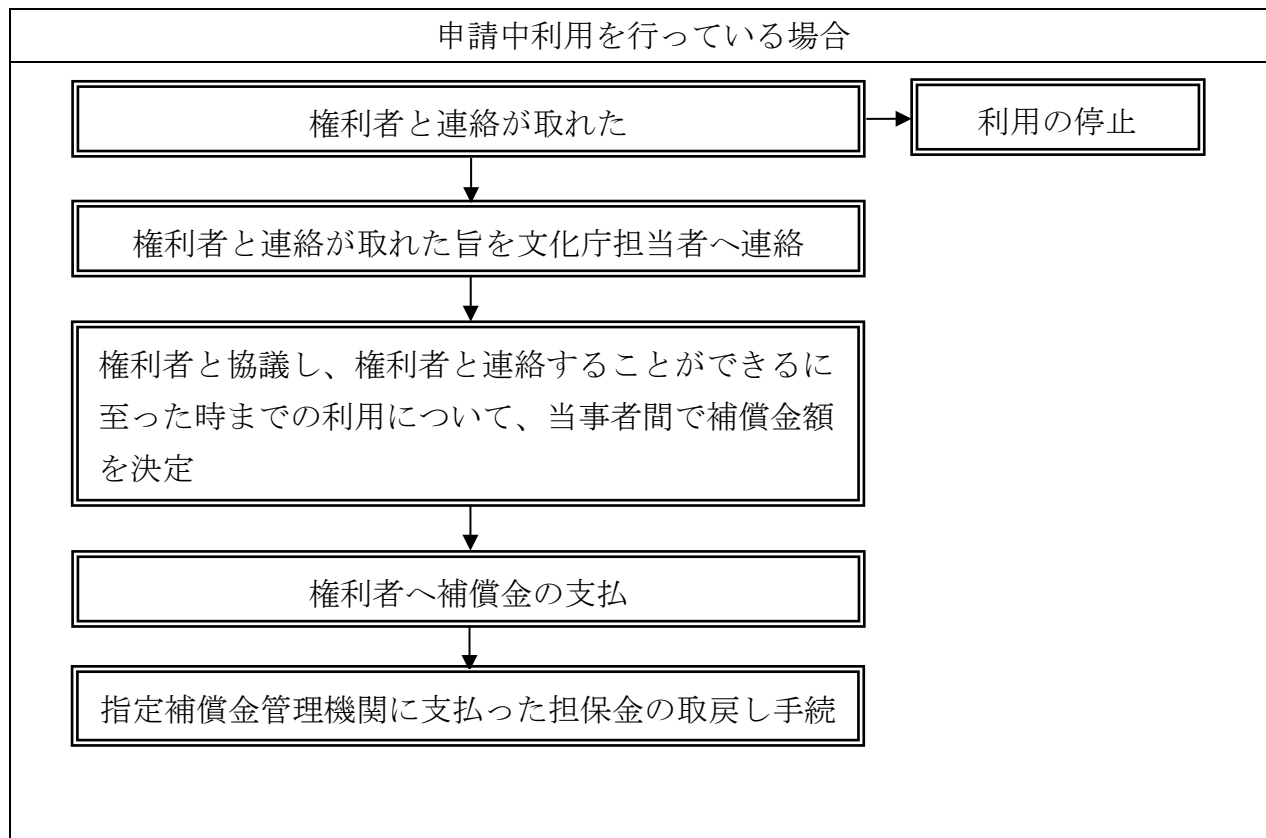 申請中利用を行っている場合
権利者と連絡が取れた
利用の停止
権利者と連絡が取れた旨を文化庁担当者へ連絡
権利者と協議し、権利者と連絡することができるに
至った時までの利用について、当事者間で補償金額
を決定
権利者へ補償金の支払
指定補償金管理機関に支払った担保金の取戻し手続